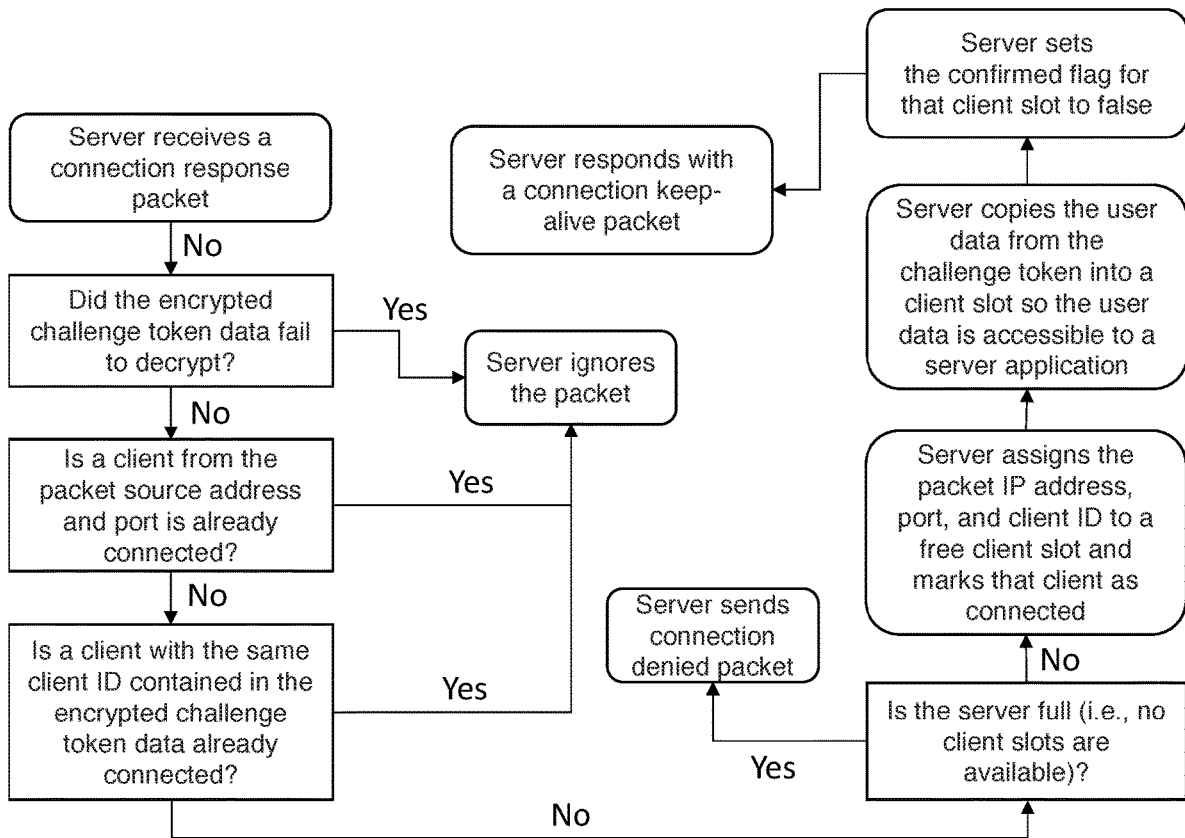 Server receives a
connection response
packet
No
Did the encrypted
challenge token data fail
to decrypt?
Yes
Server ignores
the packet
No
Is a client from the
packet source address
and port is already
connected?
Yes
No
Is a client with the same
client ID contained in the
encrypted challenge
token data already
connected?
Yes
No
Is the server full (i.e., no
client slots are
available)?
Yes
Server sends
connection
denied packet
No
Server assigns the
packet IP address,
port, and client ID to a
free client slot and
marks that client as
connected
Server copies the user
data from the
challenge token into a
client slot so the user
data is accessible to a
server application
Server sets
the confirmed flag for
that client slot to false
Server responds with
a connection keep-
alive packet